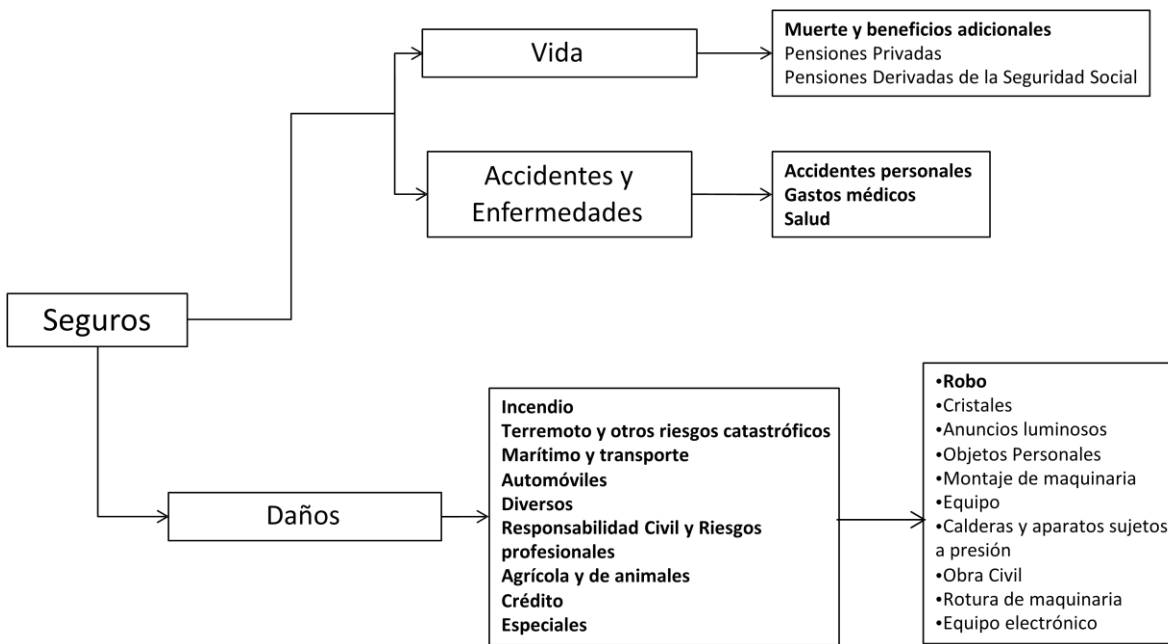 Vida
Muerte y beneficios adicionales
Pensiones Privadas
Pensiones Derivadas de la Seguridad Social
Accidentes y
Enfermedades
Accidentes personales
Gastos médicos
Salud
Seguros
Daños
Incendio
Terremoto y otros riesgos catastróficos
Marítimo y transporte
Automóviles
Diversos
Responsabilidad Civil y Riesgos
profesionales
Agrícola y de animales
Crédito
Especiales
•Robo
•Cristales
•Anuncios luminosos
•Objetos Personales
•Montaje de maquinaria
•Equipo
•Calderas y aparatos sujetos
a presión
•Obra Civil
•Rotura de maquinaria
•Equipo electrónico